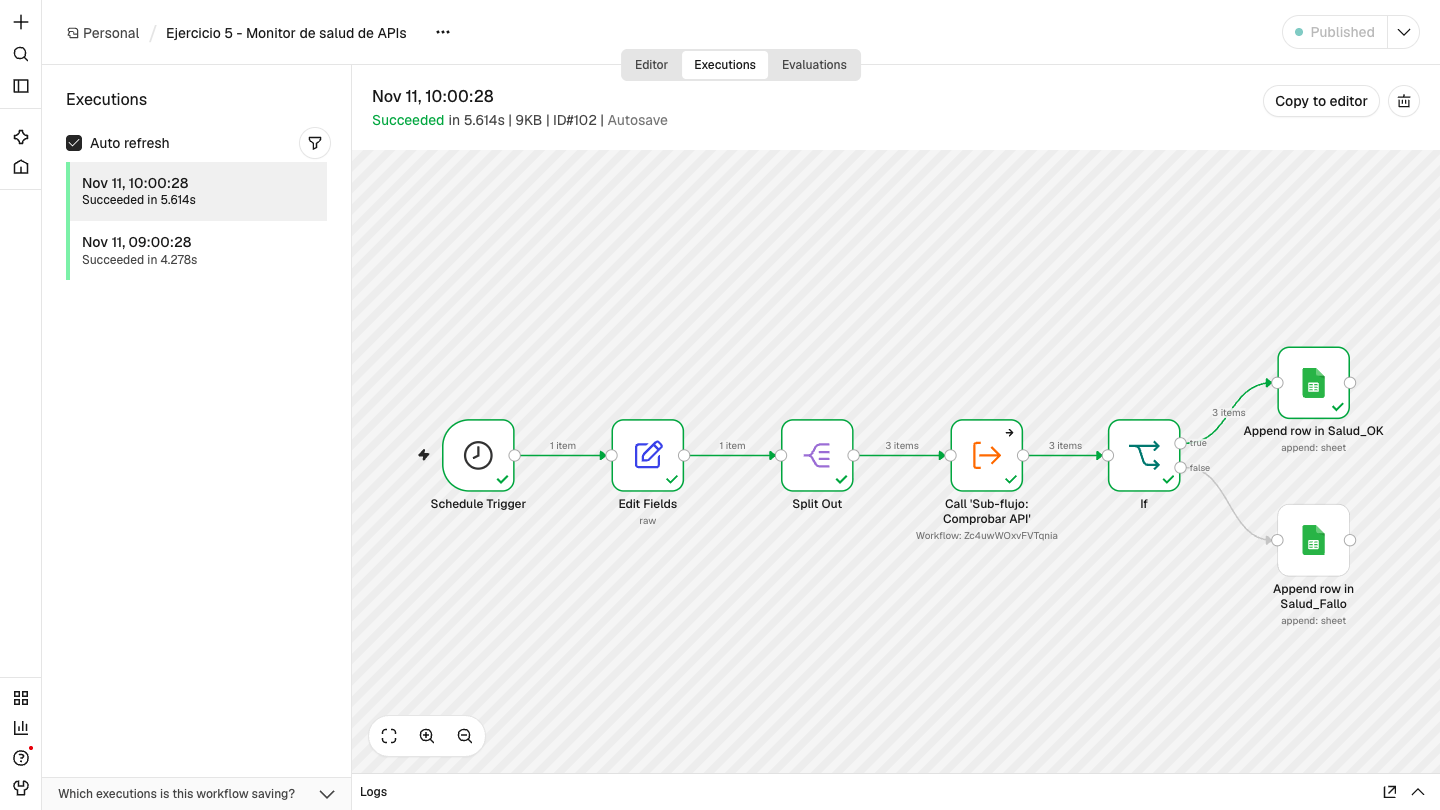 Personal / Ejercicio 5 - Monitor de salud de APIs ...
Published
Editor Executions Evaluations
Executions
Auto refresh
Nov 11, 10:00:28
Succeeded in 5.614s
Nov 11, 09:00:28
Succeeded in 4.278s
Which executions is this workflow saving?
Nov 11, 10:00:28
Succeeded in 5.614s | 9KB | ID#102 | Autosave
Copy to editor
Schedule Trigger
1 item
Edit Fields
raw
1 item
Split Out
3 items
Call 'Sub-flujo:
Comprobar API'
Workflow: Zc4uwWOxvFVTqnia
3 items
If
true
false
3 items
Append row in Salud_OK
append: sheet
Append row in
Salud_Fallo
append: sheet
Logs